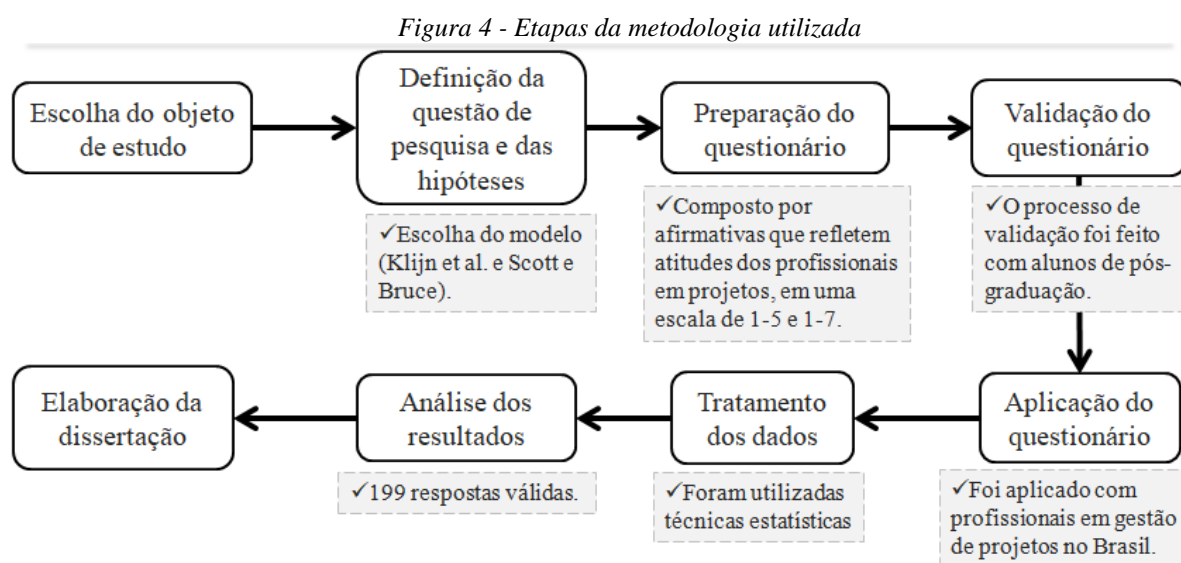 Figura 4 - Etapas da metodologia utilizada
Escolha do objeto
de estudo
Definição da
questão de
pesquisa e das
hipóteses
✓Escolha do modelo
(Klijn et al. e Scott e
Bruce).
Preparação do
questionário
✓Composto por
afirmativas que refletem
atitudes dos profissionais
em projetos, em uma
escala de 1-5 e 1-7.
Validação do
questionário
✓O processo de
validação foi feito
com alunos de pós-
graduação.
Aplicação do
questionário
✓Foi aplicado com
profissionais em gestão
de projetos no Brasil.
Tratamento
dos dados
✓Foram utilizadas
técnicas estatísticas
Análise dos
resultados
✓199 respostas válidas.
Elaboração da
dissertação